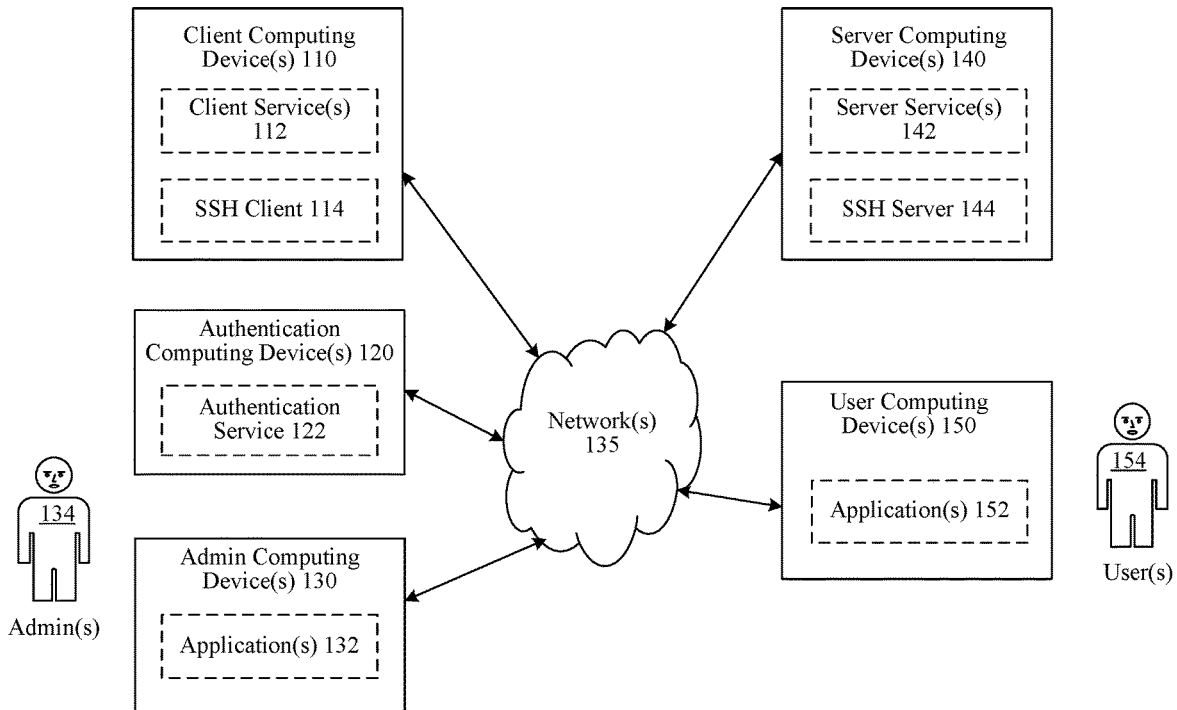 Client Computing
Device(s) 110
Client Service(s)
112
SSH Client 114
Server Computing
Device(s) 140
Server Service(s)
142
SSH Server 144
Authentication
Computing Device(s) 120
Authentication
Service 122
Network(s)
135
User Computing
Device(s) 150
Application(s) 152
154
User(s)
134
Admin(s)
Admin Computing
Device(s) 130
Application(s) 132